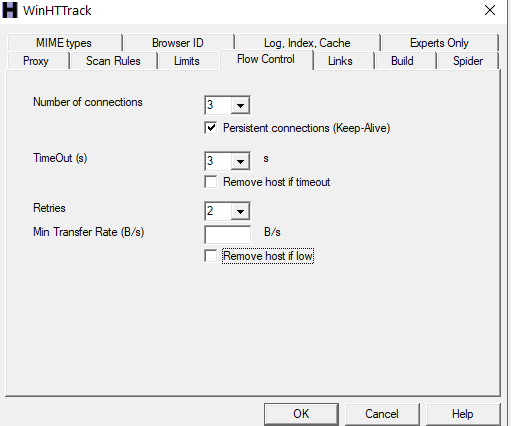 WinHTTrack
MIME types Browser ID Log, Index, Cache Experts Only
Proxy Scan Rules Limits Flow Control Links Build Spider
Number of connections 3
Persistent connections (Keep-Alive)
TimeOut (s) 3 s
Remove host if timeout
Retries 2
Min Transfer Rate (B/s) B/s
Remove host if low
OK Cancel Help